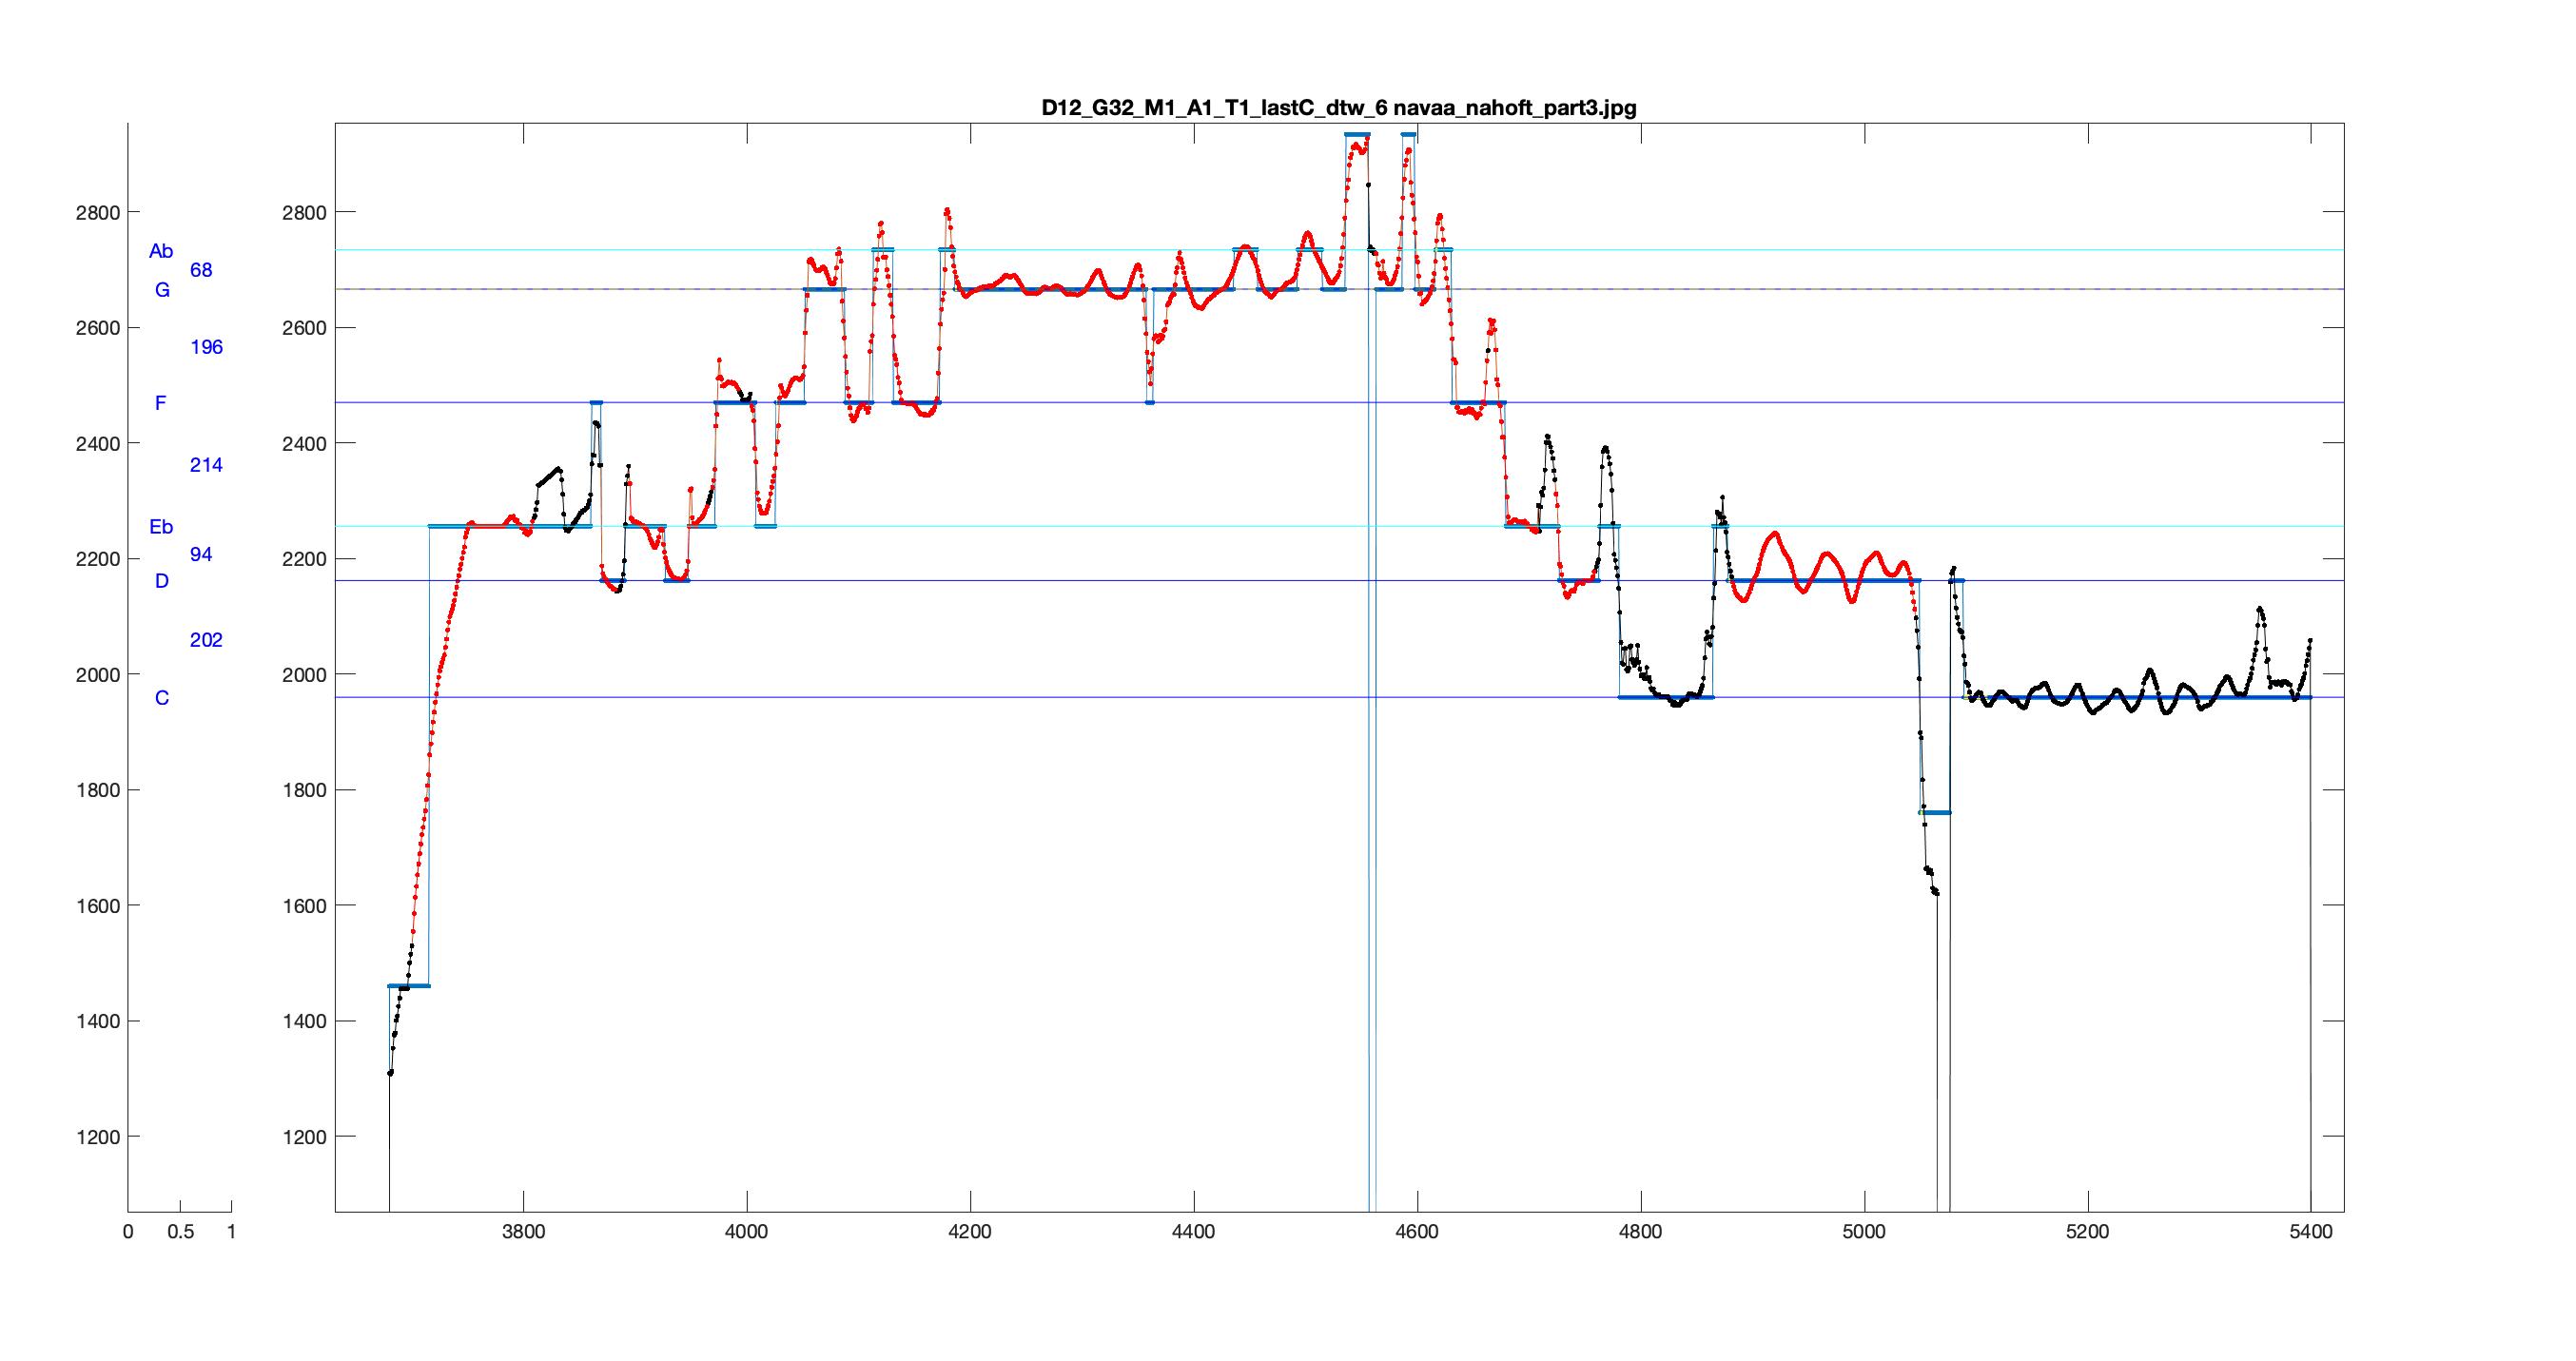 D12_G32_M1_A1_T1_lastC_dtw_6 navaa_nahoft_part3.jpg
2800 2800
Ab
68
G
2600 2600
196
F
2400 2400
214
Eb
94
2200 2200
D
202
2000 2000
C
1800 1800
1600 1600
1400 1400
1200 1200
0 0.5 1 3800 4000 4200 4400 4600 4800 5000 5200 5400